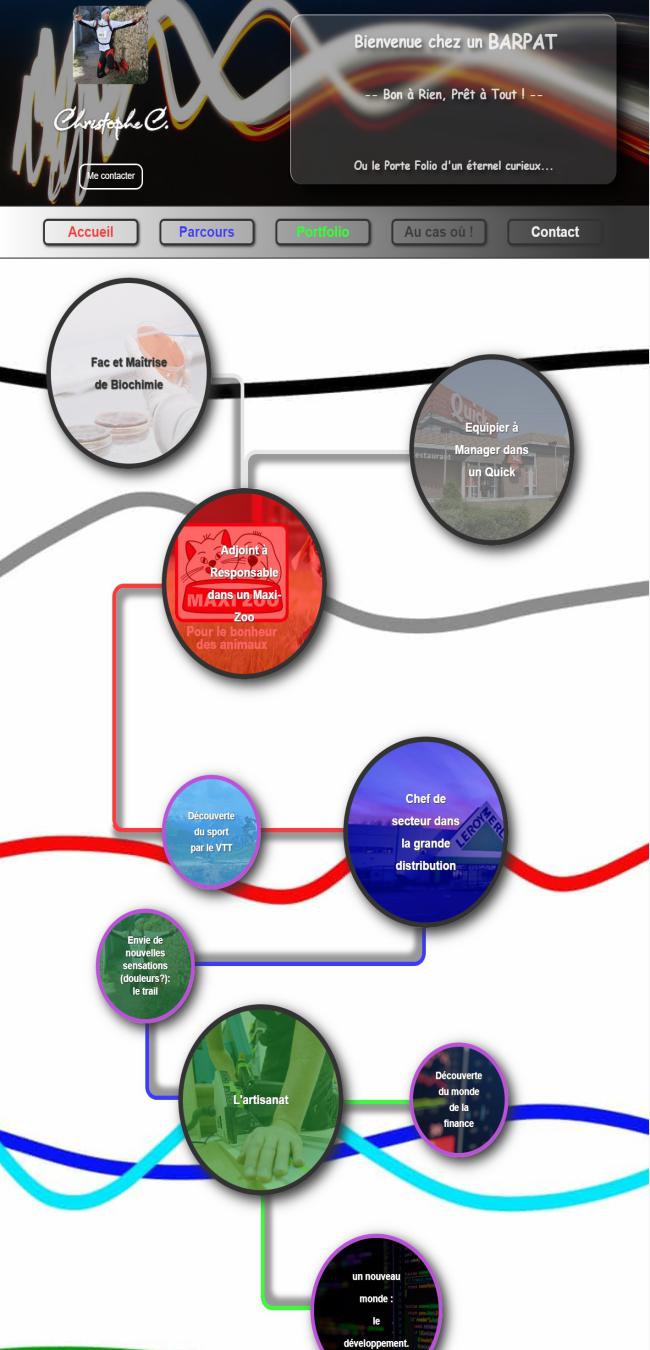 Bienvenue chez un BARPAT
-- Bon à Rien, Prêt à Tout ! --
Ou le Porte Folio d'un éternel curieux...
Christophe C.
Me contacter
Accueil
Parcours
Portfolio
Au cas où !
Contact
Fac et Maîtrise
de Biochimie
Quick
estaurant
Equipier à
Manager dans
un Quick
Adjoint à
Responsable
dans un Maxi-
Zoo
MAXI ZOO
Pour le bonheur
des animaux
Chef de
secteur dans
la grande
distribution
LEROY MERL
Découverte
du sport
par le VTT
Envie de
nouvelles
sensations
(douleurs?):
le trail
L'artisanat
Découverte
du monde
de la
finance
un nouveau
monde :
le
développement.